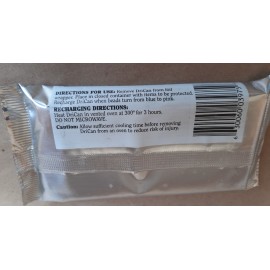 DIRECTIONS FOR USE: Remove DriCan from foil
wrapper. Place in closed container with items to be protected.
Recharge DriCan when beads turn from blue to pink.
RECHARGING DIRECTIONS:
Heat DriCan in vented oven at 300° for 3 hours.
DO NOT MICROWAVE.
Caution: Allow sufficient cooling time before removing
DriCan from an oven to reduce risk of injury.